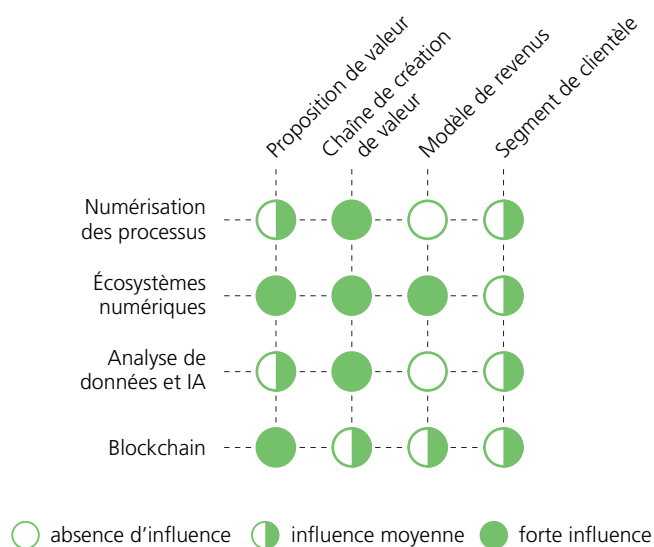 Proposition de valeur
Chaîne de création
de valeur
Modèle de revenus
Segment de clientèle
Numérisation
des processus
Écosystèmes
numériques
Analyse de
données et IA
Blockchain
absence d’influence
influence moyenne
forte influence